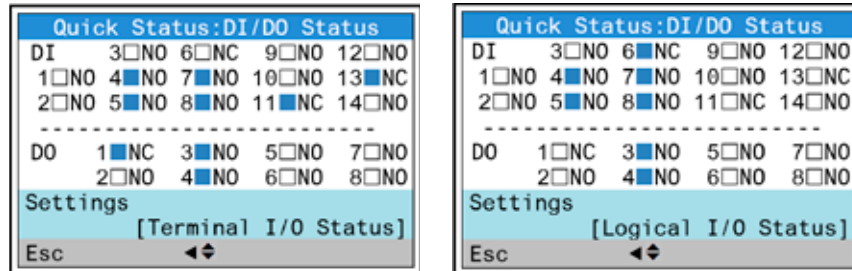 Quick Status:DI/DO Status
DI 3□NO 6□NC 9□NO 12□NO
1□NO 4■NO 7■NO 10□NO 13■NC
2□NO 5■NO 8■NO 11■NC 14□NO
--------------------------
DO 1■NC 3■NO 5□NO 7□NO
2□NO 4■NO 6□NO 8□NO
Settings
[Terminal I/O Status]
Esc ◀◆
Quick Status:DI/DO Status
DI 3□NO 6■NC 9□NO 12□NO
1□NO 4■NO 7■NO 10□NO 13□NC
2□NO 5■NO 8■NO 11□NC 14□NO
--------------------------
DO 1□NC 3■NO 5□NO 7□NO
2□NO 4■NO 6□NO 8□NO
Settings
[Logical I/O Status]
Esc ◀◆